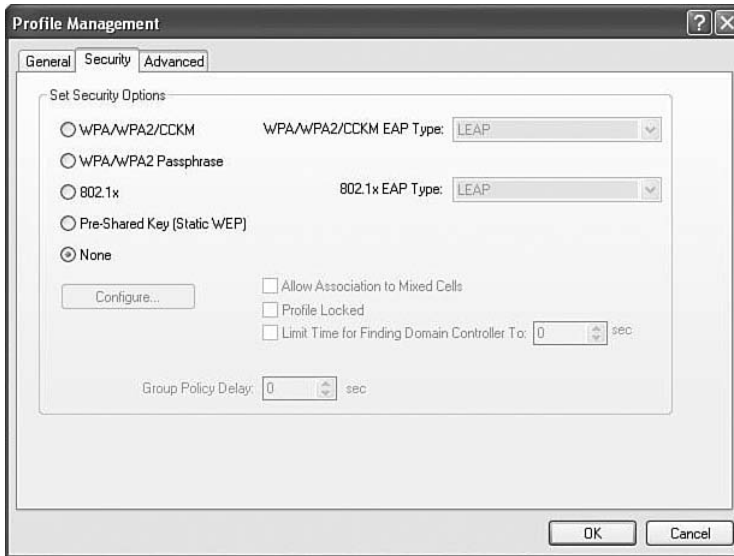 Profile Management
General Security Advanced
Set Security Options
WPA/WPA2/CCKM WPA/WPA2/CCKM EAP Type: LEAP
WPA/WPA2 Passphrase
802.1x 802.1x EAP Type: LEAP
Pre-Shared Key (Static WEP)
None
Configure... Allow Association to Mixed Cells
Profile Locked
Limit Time for Finding Domain Controller To: 0 sec
Group Policy Delay: 0 sec
OK Cancel